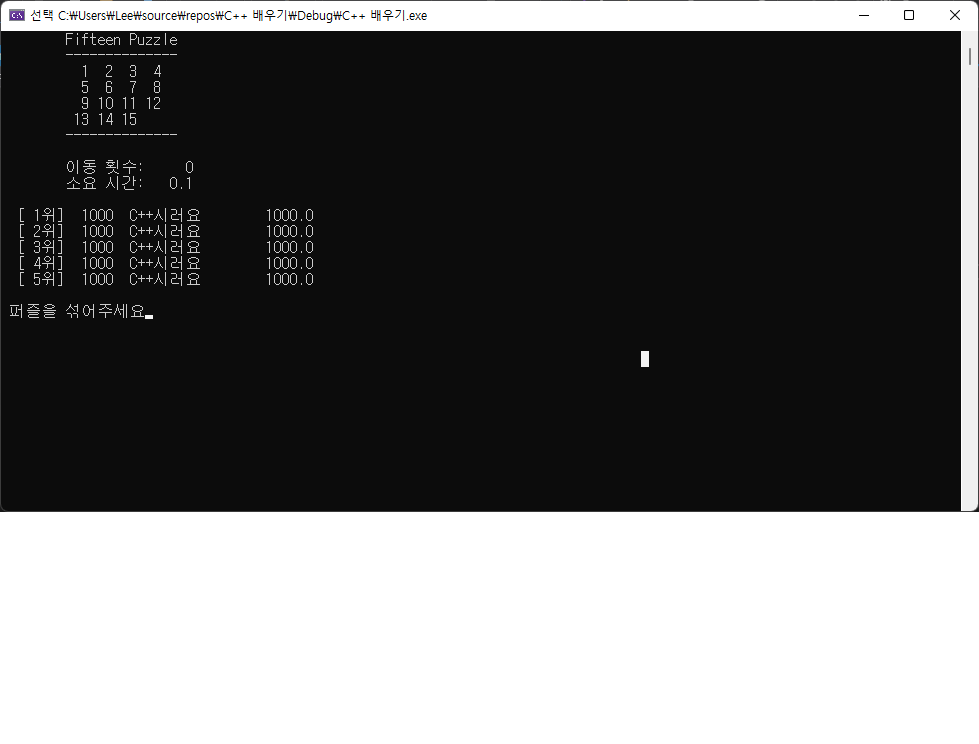 선택 C:\Users\Lee\source\repos\C++ 배우기\Debug\C++ 배우기.exe
Fifteen Puzzle
--------------
1 2 3 4
5 6 7 8
9 10 11 12
13 14 15
--------------
이동 횟수: 0
소요 시간: 0.1
[ 1위] 1000 C++시러요 1000.0
[ 2위] 1000 C++시러요 1000.0
[ 3위] 1000 C++시러요 1000.0
[ 4위] 1000 C++시러요 1000.0
[ 5위] 1000 C++시러요 1000.0
퍼즐을 섞어주세요